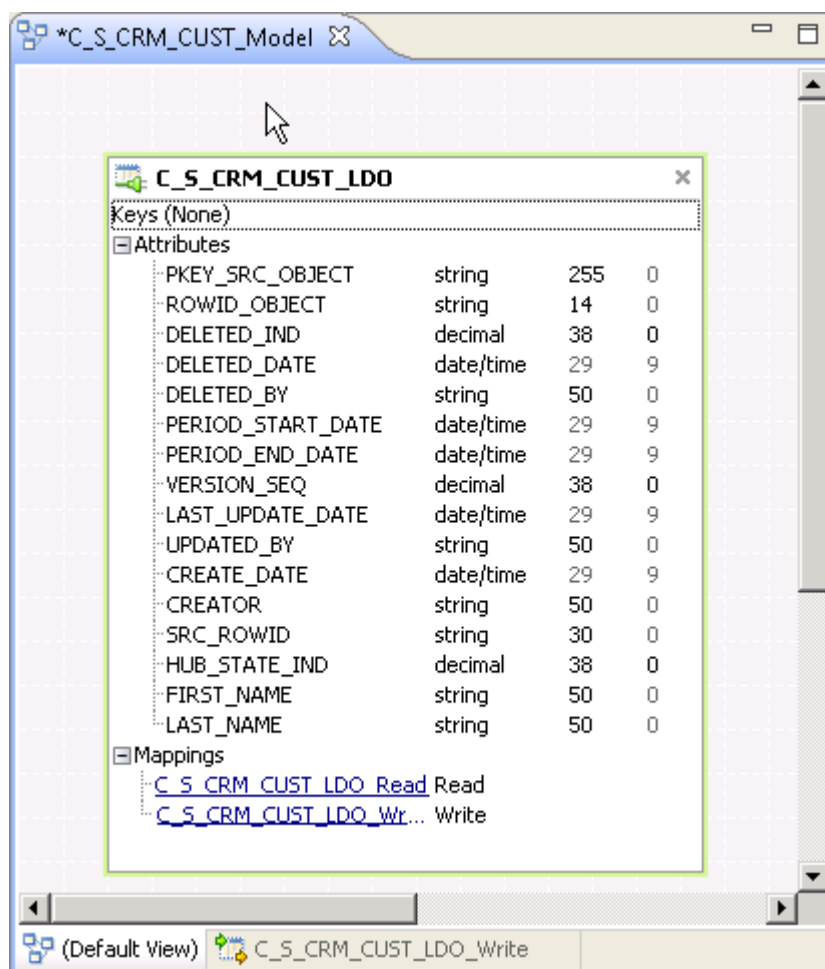 *C_S_CRM_CUST_Model
C_S_CRM_CUST_LDO
Keys (None)
Attributes
PKEY_SRC_OBJECT string 255 0
ROWID_OBJECT string 14 0
DELETED_IND decimal 38 0
DELETED_DATE date/time 29 9
DELETED_BY string 50 0
PERIOD_START_DATE date/time 29 9
PERIOD_END_DATE date/time 29 9
VERSION_SEQ decimal 38 0
LAST_UPDATE_DATE date/time 29 9
UPDATED_BY string 50 0
CREATE_DATE date/time 29 9
CREATOR string 50 0
SRC_ROWID string 30 0
HUB_STATE_IND decimal 38 0
FIRST_NAME string 50 0
LAST_NAME string 50 0
Mappings
C_S_CRM_CUST_LDO_Read Read
C_S_CRM_CUST_LDO_Wr... Write
(Default View) C_S_CRM_CUST_LDO_Write